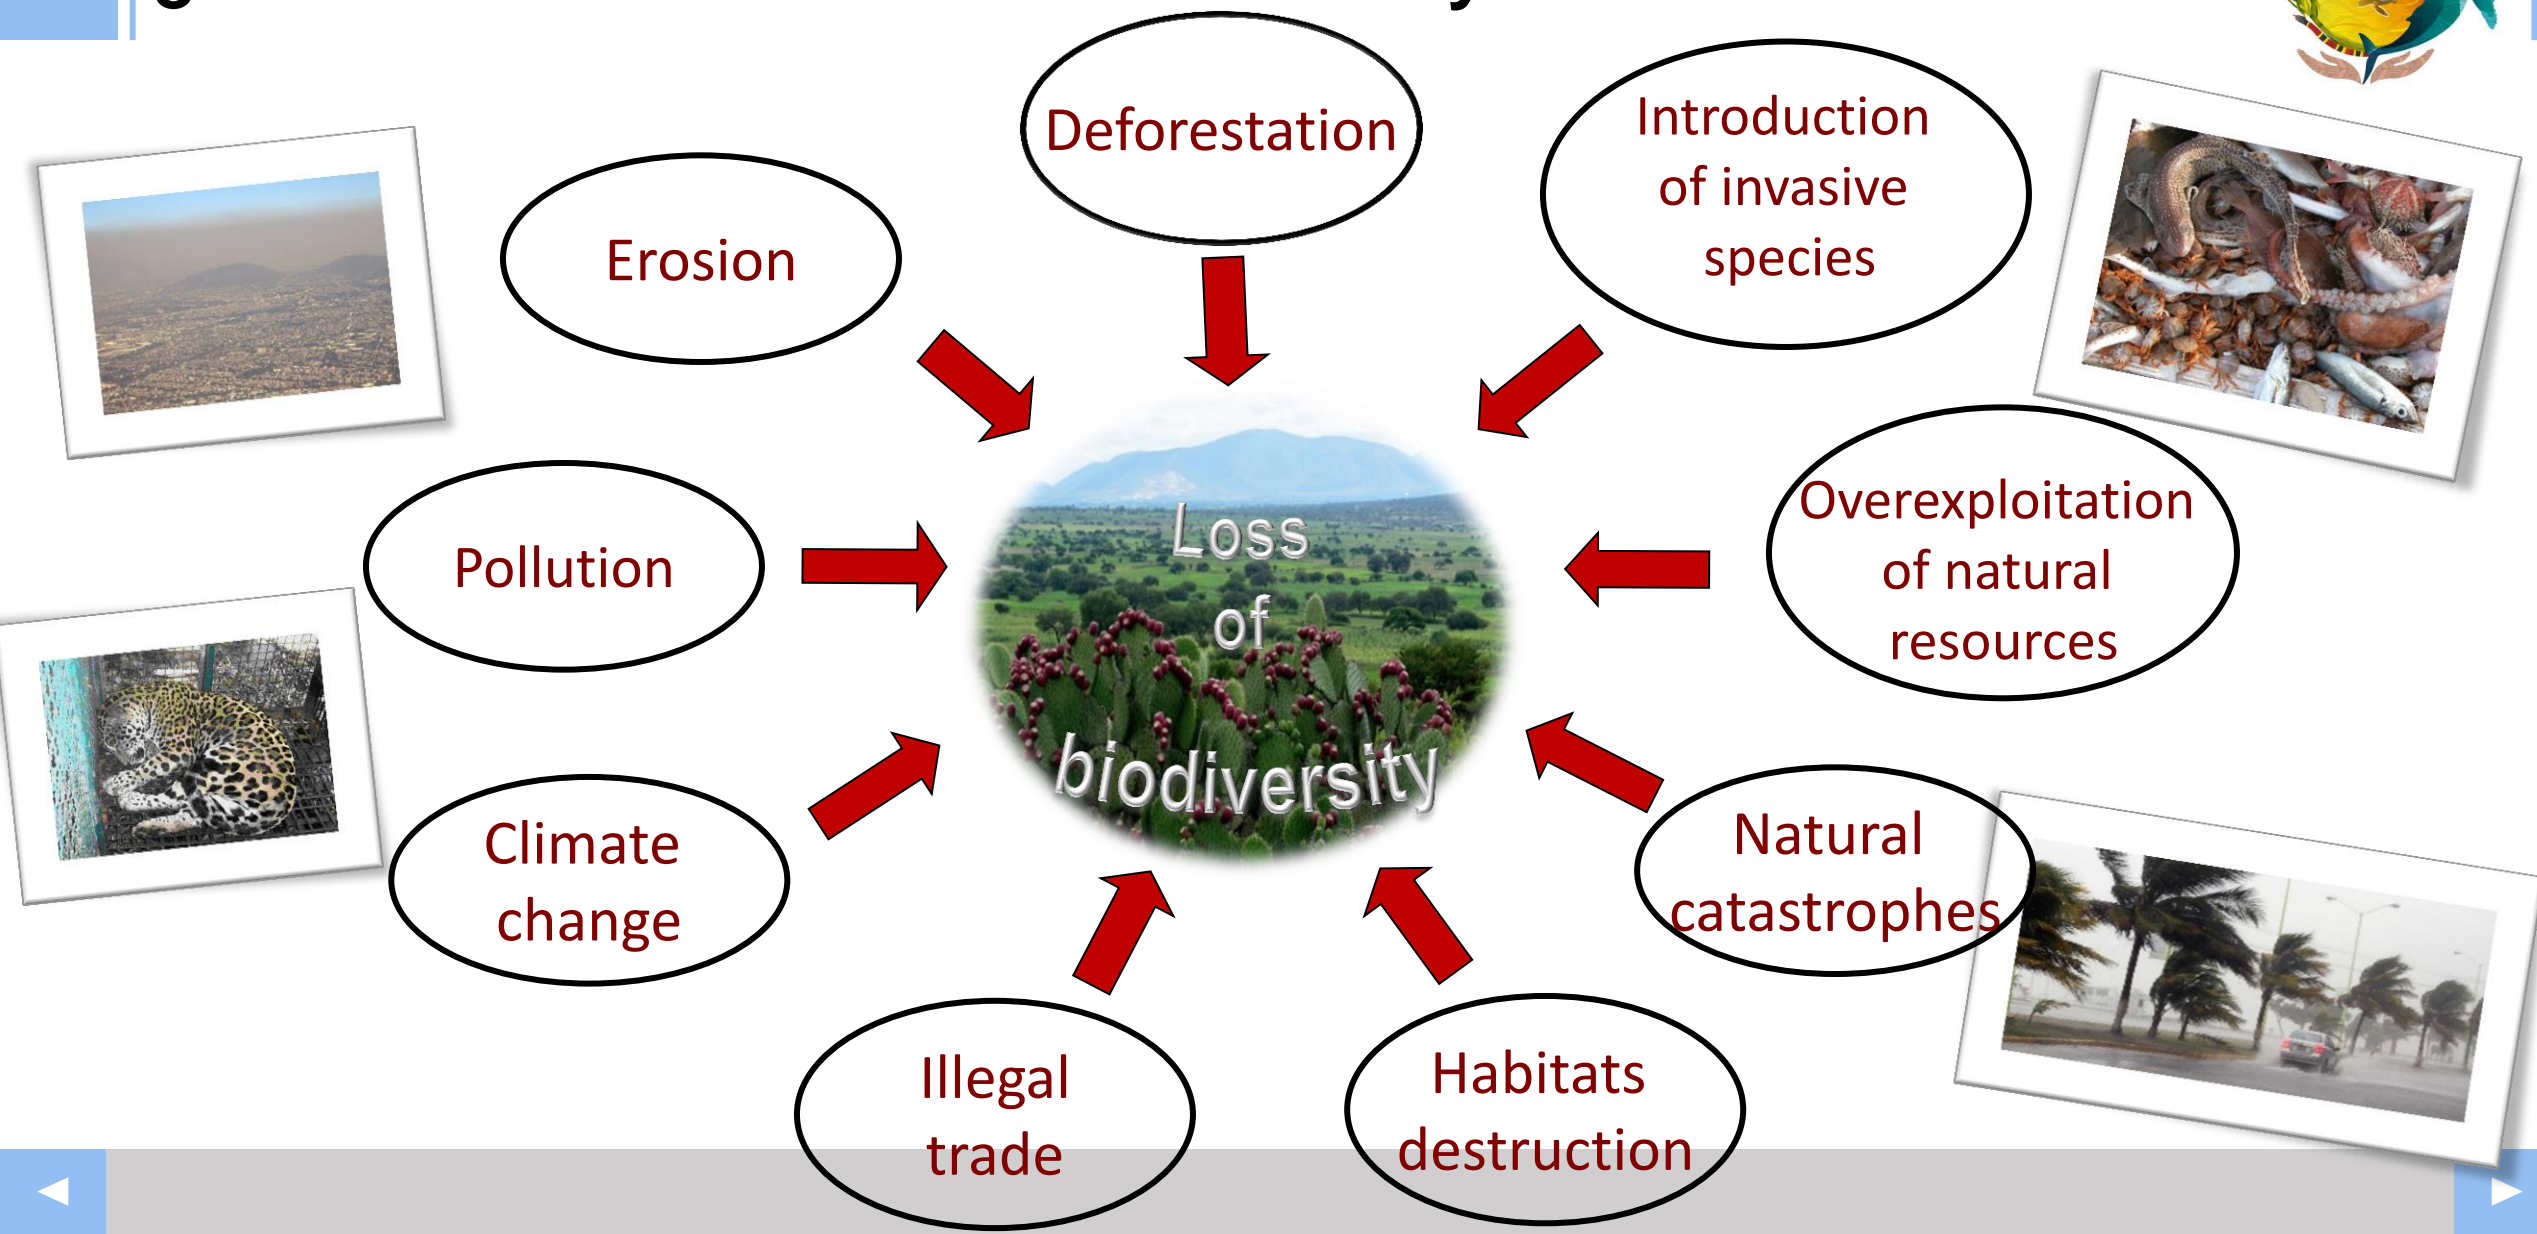 Deforestation
Introduction
of invasive
species
Erosion
Overexploitation
of natural
resources
Pollution
Loss
of
biodiversity
Natural
catastrophes
Climate
change
Illegal
trade
Habitats
destruction